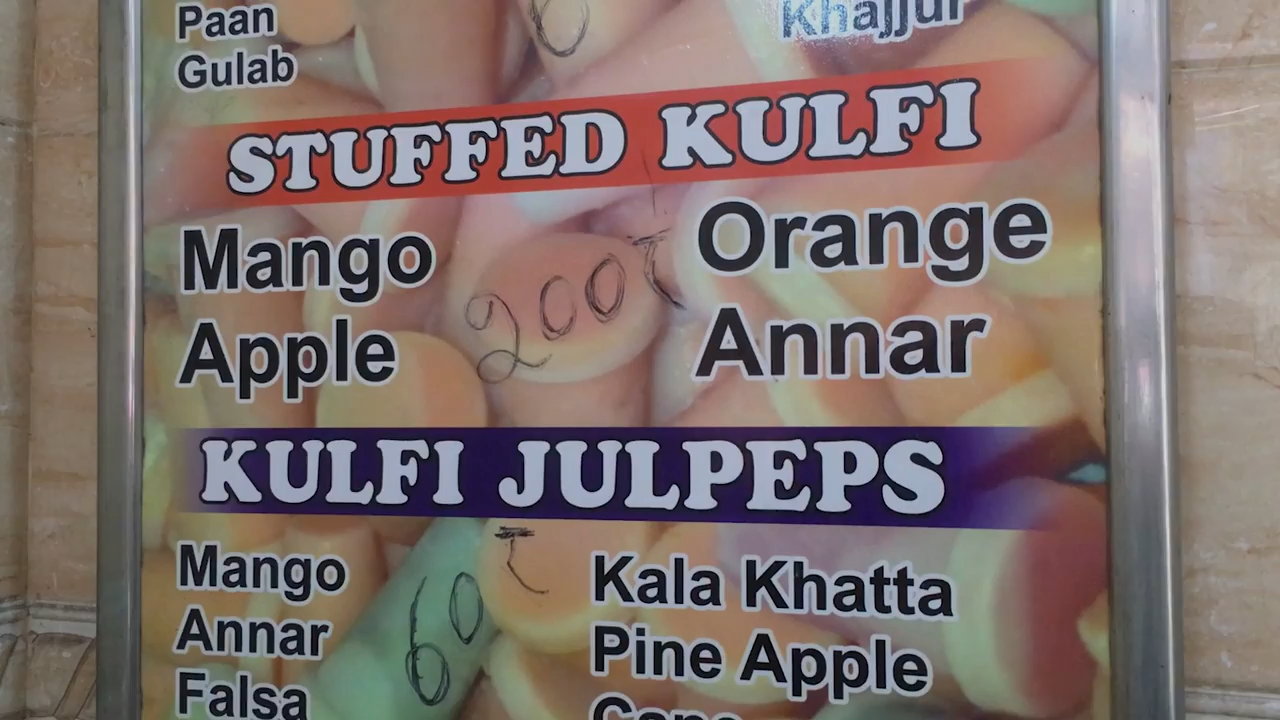 Paan
Gulab
Khajjur
STUFFED KULFI
Mango
Apple
200
Orange
Annar
KULFI JULPEPS
Mango
Annar
Falsa
60
Kala Khatta
Pine Apple